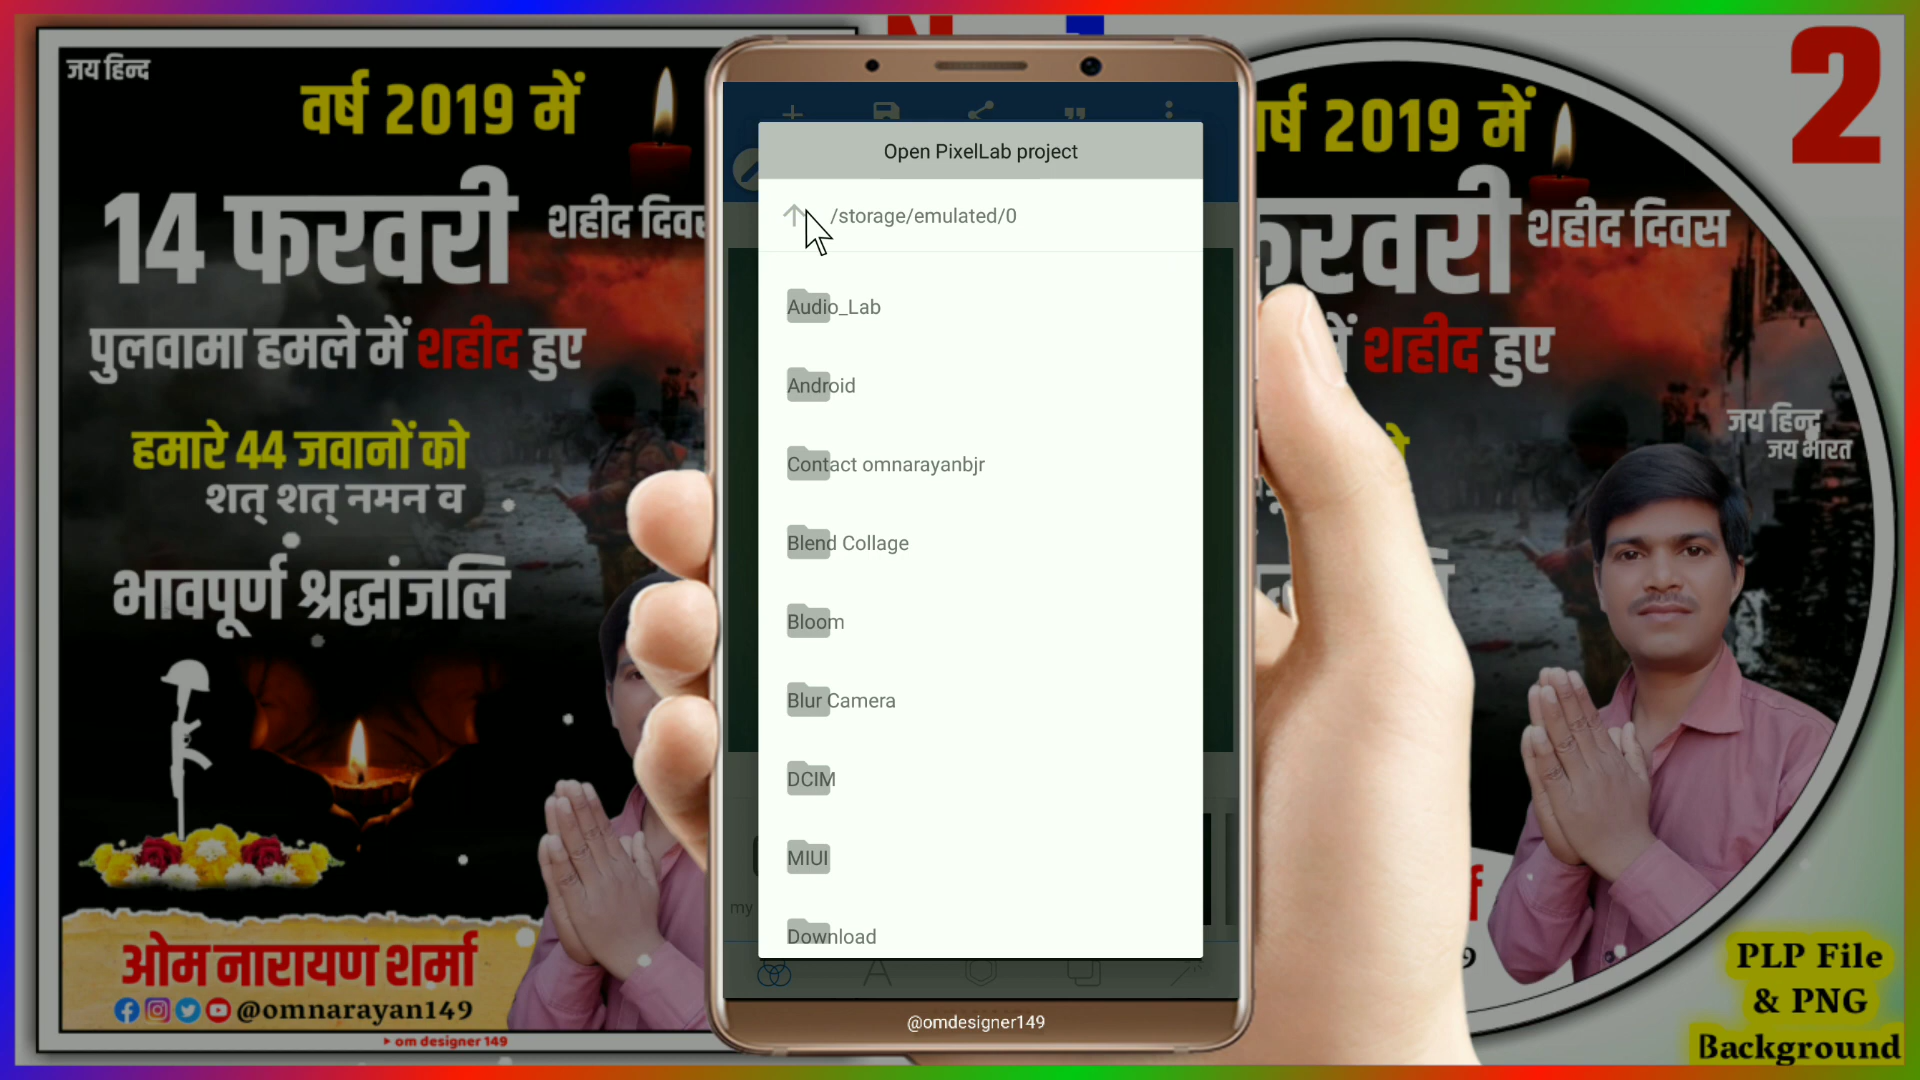 जय हिन्द
वर्ष 2019 में
14 फरवरी
शहीद
पुलवामा हमले में शहीद हुए
हमारे 44 जवानों को
शत् शत् नमन व
भावपूर्ण श्रद्धांजलि
ओम नारायण शर्मा
@omnarayan149
om designer 149
Open PixelLab project
/storage/emulated/0
Audio_Lab
Android
Contact omnarayanbjr
Blend Collage
Bloom
Blur Camera
DCIM
MIUI
Download
my
@omdesigner149
2
2019 में
शहीद दिवस
शहीद हुए
जय हिन्द
जय भारत
PLP File
& PNG
Background